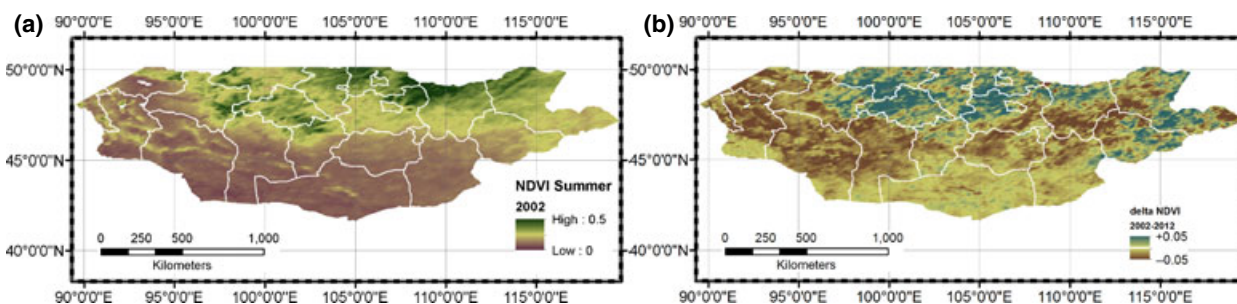 (a)
90°0'0"E 95°0'0"E 100°0'0"E 105°0'0"E 110°0'0"E 115°0'0"E
50°0'0"N
45°0'0"N
40°0'0"N
NDVI Summer
2002
High : 0.5
Low : 0
0 250 500 1,000
Kilometers
90°0'0"E 95°0'0"E 100°0'0"E 105°0'0"E 110°0'0"E 115°0'0"E
(b)
90°0'0"E 95°0'0"E 100°0'0"E 105°0'0"E 110°0'0"E 115°0'0"E
50°0'0"N
45°0'0"N
40°0'0"N
delta NDVI
2002-2012
+0.05
−0.05
0 250 500 1,000
Kilometers
90°0'0"E 95°0'0"E 100°0'0"E 105°0'0"E 110°0'0"E 115°0'0"E